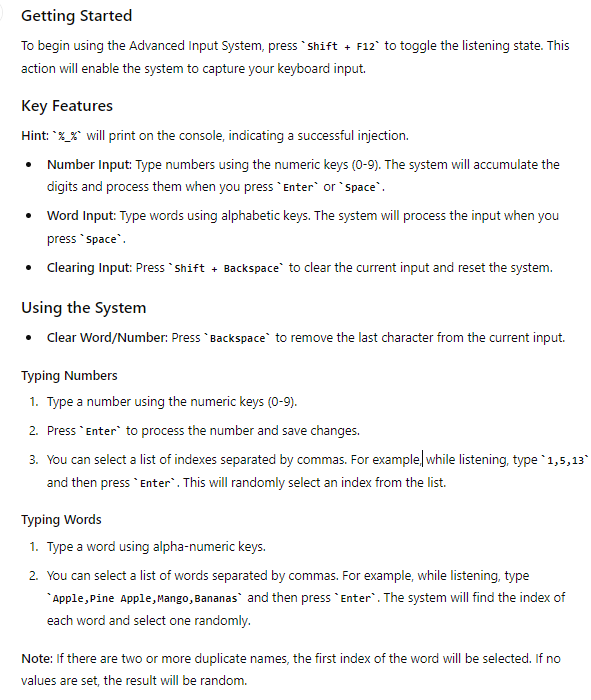 Getting Started
To begin using the Advanced Input System, press `Shift + F12` to toggle the listening state. This
action will enable the system to capture your keyboard input.
Key Features
Hint: `%_%` will print on the console, indicating a successful injection.
• Number Input: Type numbers using the numeric keys (0-9). The system will accumulate the
digits and process them when you press `Enter` or `Space`.
• Word Input: Type words using alphabetic keys. The system will process the input when you
press `Space`.
• Clearing Input: Press `Shift + Backspace` to clear the current input and reset the system.
Using the System
• Clear Word/Number: Press `Backspace` to remove the last character from the current input.
Typing Numbers
1. Type a number using the numeric keys (0-9).
2. Press `Enter` to process the number and save changes.
3. You can select a list of indexes separated by commas. For example, while listening, type `1,5,13`
and then press `Enter`. This will randomly select an index from the list.
Typing Words
1. Type a word using alpha-numeric keys.
2. You can select a list of words separated by commas. For example, while listening, type
`Apple,Pine Apple,Mango,Bananas` and then press `Enter`. The system will find the index of
each word and select one randomly.
Note: If there are two or more duplicate names, the first index of the word will be selected. If no
values are set, the result will be random.